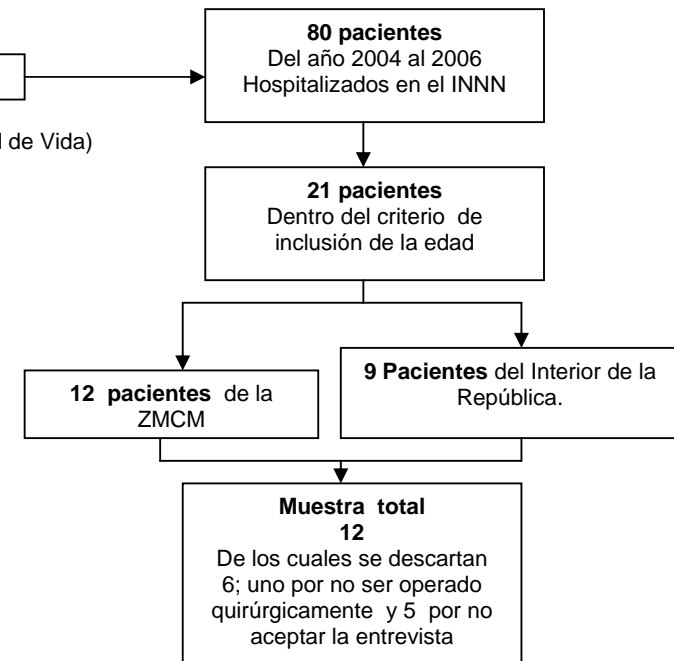 80 pacientes
Del año 2004 al 2006
Hospitalizados en el INNN
de Vida)
21 pacientes
Dentro del criterio de
inclusión de la edad
12 pacientes de la
ZMCM
9 Pacientes del Interior de la
República.
Muestra total
12
De los cuales se descartan
6; uno por no ser operado
quirúrgicamente y 5 por no
aceptar la entrevista